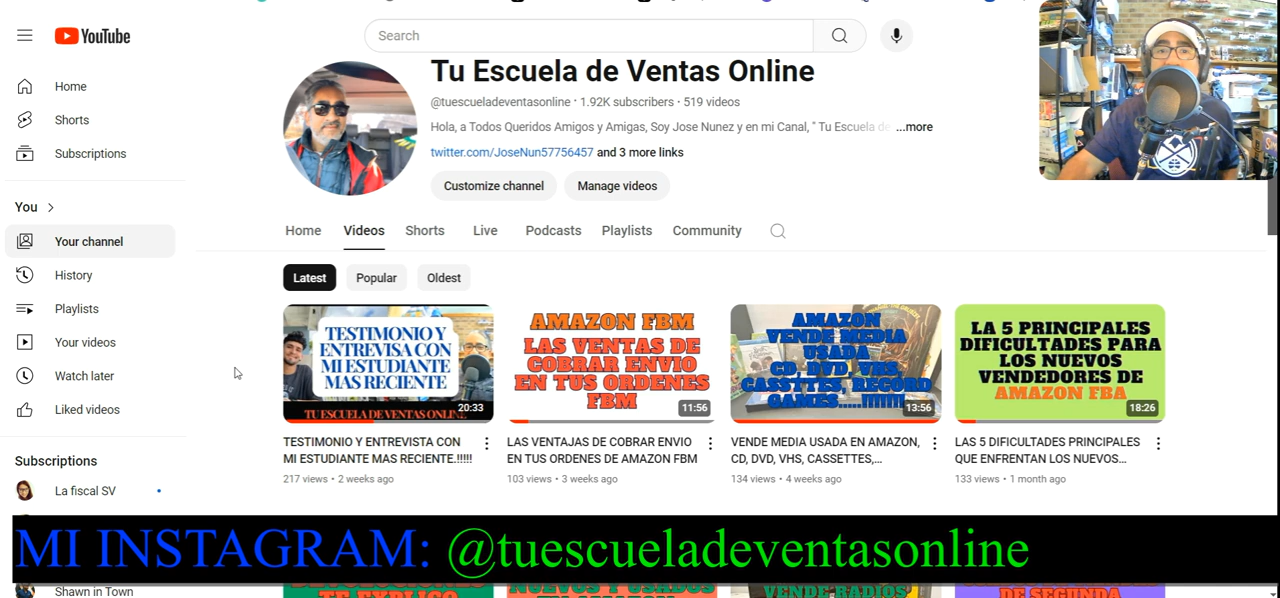 YouTube
Search
Home
Shorts
Subscriptions
You
Your channel
History
Playlists
Your videos
Watch later
Liked videos
Subscriptions
La fiscal SV
Shawn in Town
Tu Escuela de Ventas Online
@tuescueladeventasonline · 1.92K subscribers · 519 videos
Hola, a Todos Queridos Amigos y Amigas, Soy Jose Nunez y en mi Canal, " Tu Escuela de ...more
twitter.com/JoseNun57756457 and 3 more links
Customize channel Manage videos
Home Videos Shorts Live Podcasts Playlists Community
Latest Popular Oldest
TESTIMONIO Y
ENTREVISA CON
MI ESTUDIANTE
MAS RECIENTE
20:33
TU ESCUELA DE VENTAS ONLINE
TESTIMONIO Y ENTREVISTA CON
MI ESTUDIANTE MAS RECIENTE.!!!!!
217 views · 2 weeks ago
AMAZON FBM
LAS VENTAS DE
COBRAR ENVIO
EN TUS ORDENES
FBM
11:56
LAS VENTAJAS DE COBRAR ENVIO
EN TUS ORDENES DE AMAZON FBM
103 views · 3 weeks ago
AMAZON
VENDE MEDIA
USADA
CD, DVD, VHS,
CASSTTES, RECORD
GAMES.....!!!!!!!!!
13:56
VENDE MEDIA USADA EN AMAZON,
CD, DVD, VHS, CASSETTES,...
134 views · 4 weeks ago
LA 5 PRINCIPALES
DIFICULTADES PARA
LOS NUEVOS
VENDEDORES DE
AMAZON FBA
18:26
LAS 5 DIFICULTADES PRINCIPALES
QUE ENFRENTAN LOS NUEVOS...
133 views · 1 month ago
MI INSTAGRAM: @tuescueladeventasonline
TE EXPLICO
NUEVOS Y USADOS
VENDE RADIOS
DE SEGUNDA